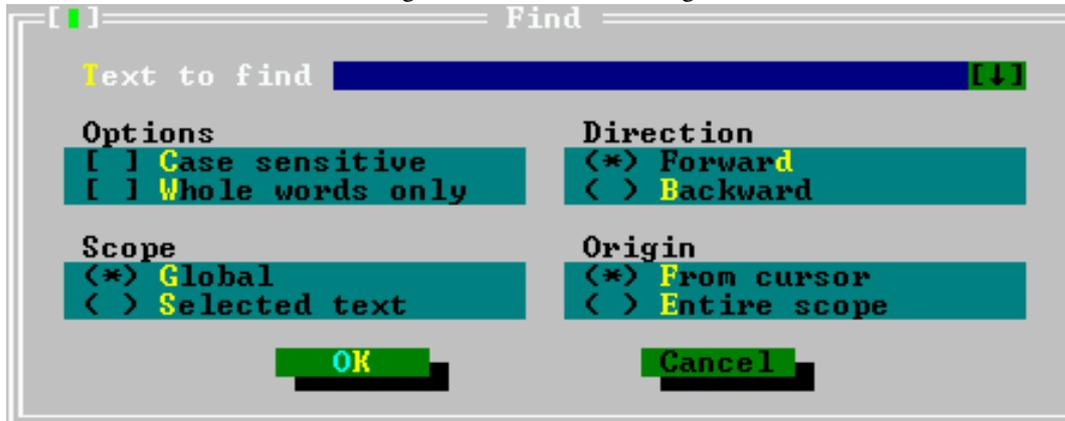 [▮] Find
Text to find [↓]
Options Direction
[ ] Case sensitive (*) Forward
[ ] Whole words only ( ) Backward
Scope Origin
(*) Global (*) From cursor
( ) Selected text ( ) Entire scope
OK Cancel